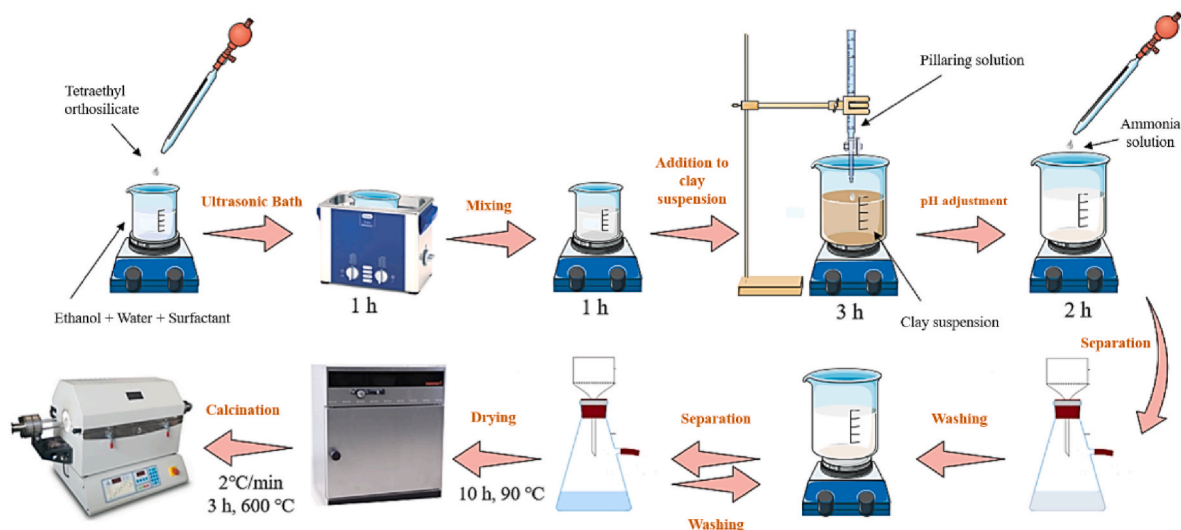 Tetraethyl
orthosilicate
Ethanol + Water + Surfactant
Ultrasonic Bath
1 h
Mixing
1 h
Addition to
clay
suspension
Pillaring solution
3 h
Clay suspension
pH adjustment
Ammonia
solution
2 h
Separation
Washing
Separation
Washing
Drying
10 h, 90 °C
Calcination
2°C/min
3 h, 600 °C